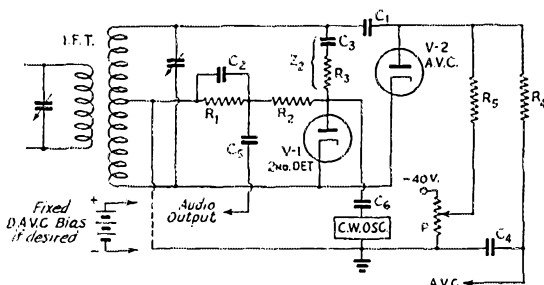 I.F.T.
C1
C2
C3
Z2
R3
V-2
A.V.C.
R1
R2
R5
R4
C5
V-1
2ND. DET
-40 V.
Audio
Output
C6
C.W.OSC.
P
C4
+
Fixed
D.A.V.C. Bias
if desired
−
A.V.C.